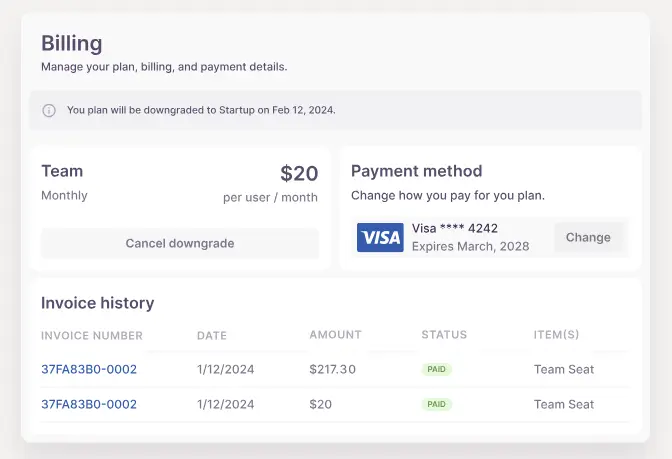 Billing
Manage your plan, billing, and payment details.
You plan will be downgraded to Startup on Feb 12, 2024.
Team
$20
Monthly
per user / month
Cancel downgrade
Payment method
Change how you pay for you plan.
VISA
Visa **** 4242
Expires March, 2028
Change
Invoice history
INVOICE NUMBER DATE AMOUNT STATUS ITEM(S)
37FA83B0-0002 1/12/2024 $217.30 PAID Team Seat
37FA83B0-0002 1/12/2024 $20 PAID Team Seat